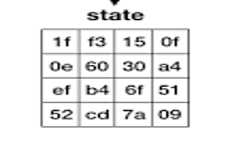 state
1f f3 15 0f
0e 60 30 a4
ef b4 6f 51
52 cd 7a 09